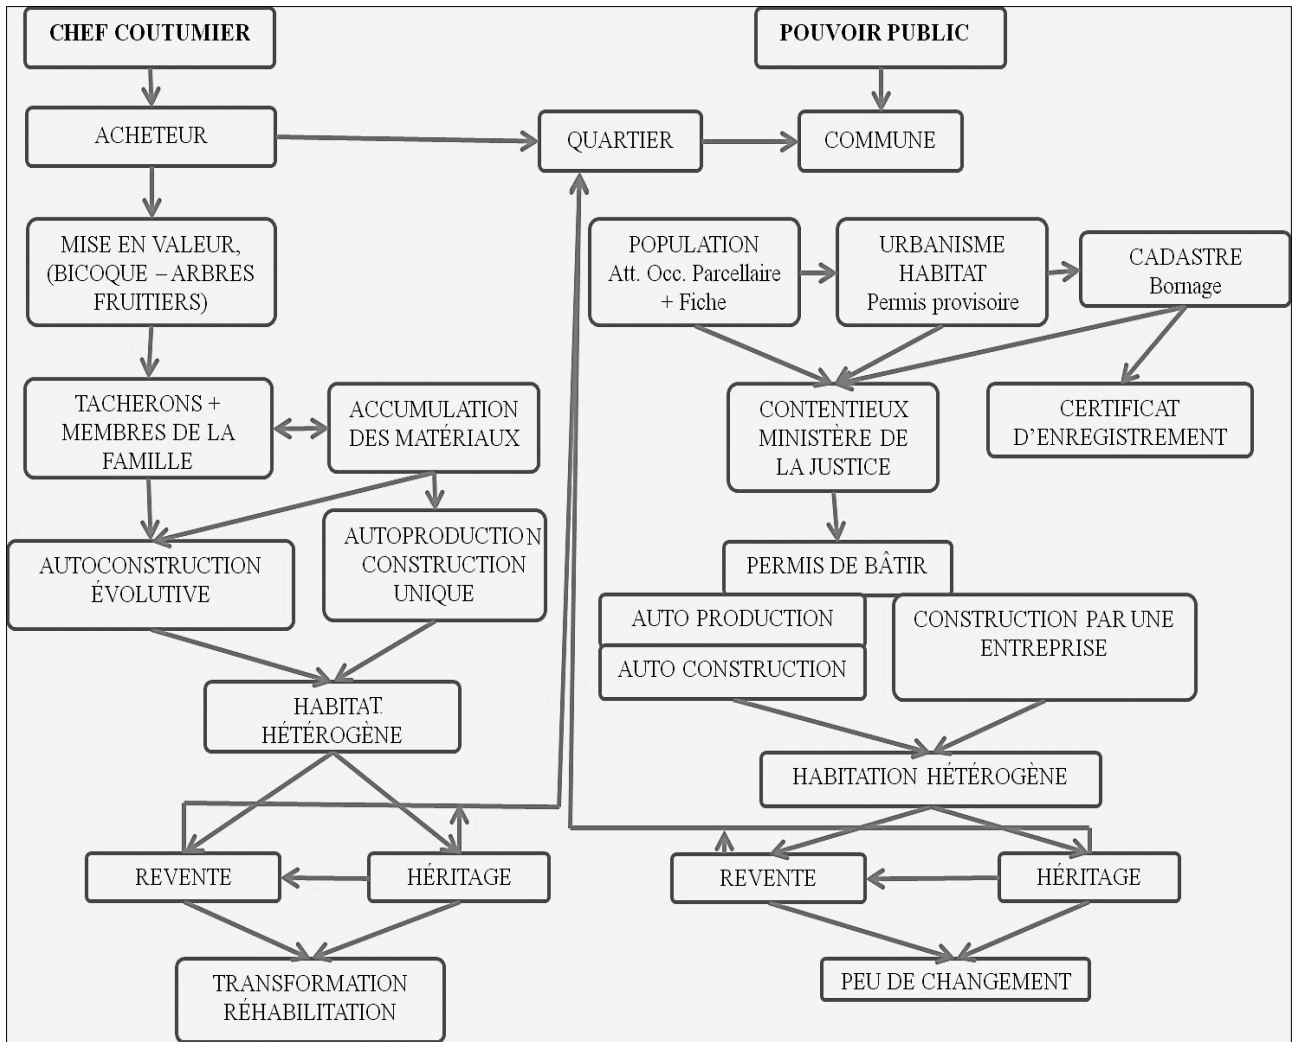 CHEF COUTUMIER
POUVOIR PUBLIC
ACHETEUR
QUARTIER
COMMUNE
MISE EN VALEUR,
(BICOQUE – ARBRES
FRUITIERS)
POPULATION
Att. Occ. Parcellaire
+ Fiche
URBANISME
HABITAT
Permis provisoire
CADASTRE
Bornage
TACHERONS +
MEMBRES DE LA
FAMILLE
ACCUMULATION
DES MATÉRIAUX
CONTENTIEUX
MINISTÈRE DE
LA JUSTICE
CERTIFICAT
D’ENREGISTREMENT
AUTOCONSTRUCTION
ÉVOLUTIVE
AUTOPRODUCTION
CONSTRUCTION
UNIQUE
PERMIS DE BÂTIR
AUTO PRODUCTION
AUTO CONSTRUCTION
CONSTRUCTION PAR UNE
ENTREPRISE
HABITAT
HÉTÉROGÈNE
HABITATION HÉTÉROGÈNE
REVENTE
HÉRITAGE
REVENTE
HÉRITAGE
TRANSFORMATION
RÉHABILITATION
PEU DE CHANGEMENT